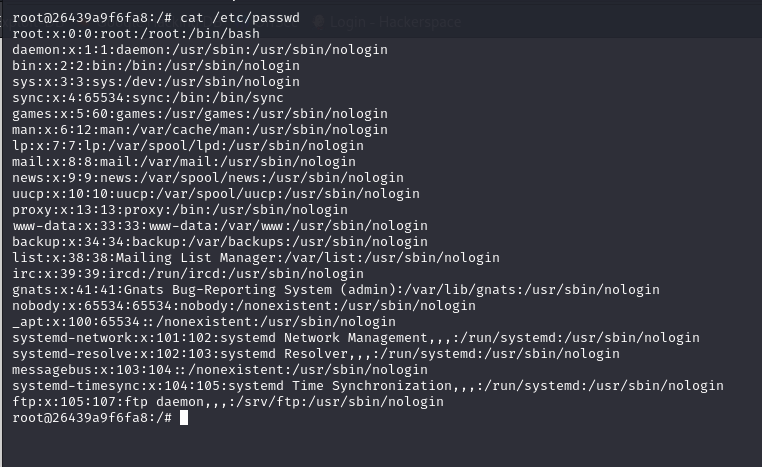 Login - Hackerspace
root@26439a9f6fa8:/# cat /etc/passwd
root:x:0:0:root:/root:/bin/bash
daemon:x:1:1:daemon:/usr/sbin:/usr/sbin/nologin
bin:x:2:2:bin:/bin:/usr/sbin/nologin
sys:x:3:3:sys:/dev:/usr/sbin/nologin
sync:x:4:65534:sync:/bin:/bin/sync
games:x:5:60:games:/usr/games:/usr/sbin/nologin
man:x:6:12:man:/var/cache/man:/usr/sbin/nologin
lp:x:7:7:lp:/var/spool/lpd:/usr/sbin/nologin
mail:x:8:8:mail:/var/mail:/usr/sbin/nologin
news:x:9:9:news:/var/spool/news:/usr/sbin/nologin
uucp:x:10:10:uucp:/var/spool/uucp:/usr/sbin/nologin
proxy:x:13:13:proxy:/bin:/usr/sbin/nologin
www-data:x:33:33:www-data:/var/www:/usr/sbin/nologin
backup:x:34:34:backup:/var/backups:/usr/sbin/nologin
list:x:38:38:Mailing List Manager:/var/list:/usr/sbin/nologin
irc:x:39:39:ircd:/run/ircd:/usr/sbin/nologin
gnats:x:41:41:Gnats Bug-Reporting System (admin):/var/lib/gnats:/usr/sbin/nologin
nobody:x:65534:65534:nobody:/nonexistent:/usr/sbin/nologin
_apt:x:100:65534::/nonexistent:/usr/sbin/nologin
systemd-network:x:101:102:systemd Network Management,,,:/run/systemd:/usr/sbin/nologin
systemd-resolve:x:102:103:systemd Resolver,,,:/run/systemd:/usr/sbin/nologin
messagebus:x:103:104::/nonexistent:/usr/sbin/nologin
systemd-timesync:x:104:105:systemd Time Synchronization,,,:/run/systemd:/usr/sbin/nologin
ftp:x:105:107:ftp daemon,,,:/srv/ftp:/usr/sbin/nologin
root@26439a9f6fa8:/#